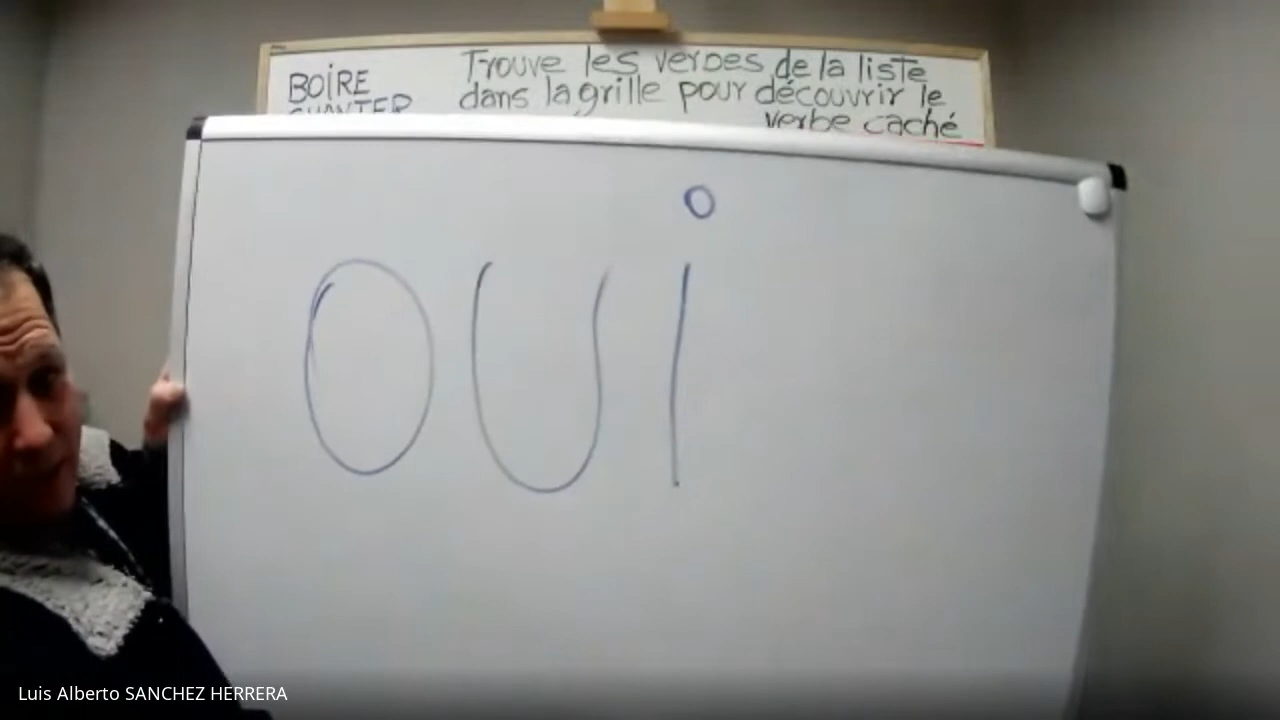 BOIRE
CHANTER
Trouve les verbes de la liste
dans la grille pour découvrir le
verbe caché
OUi
Luis Alberto SANCHEZ HERRERA